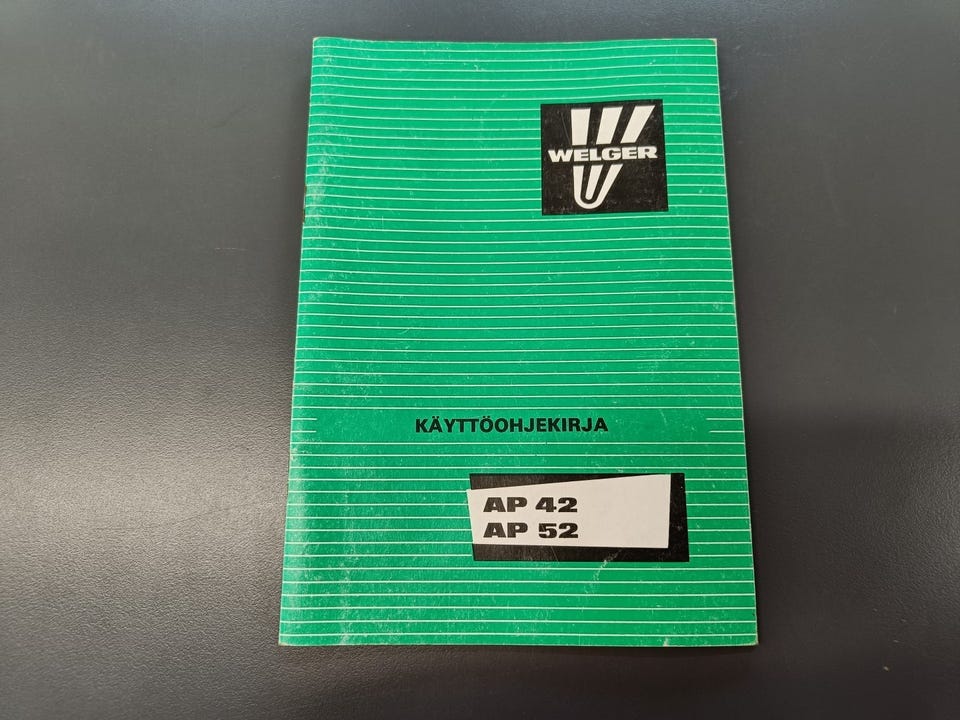 WELGER
KÄYTTÖOHJEKIRJA
AP 42
AP 52